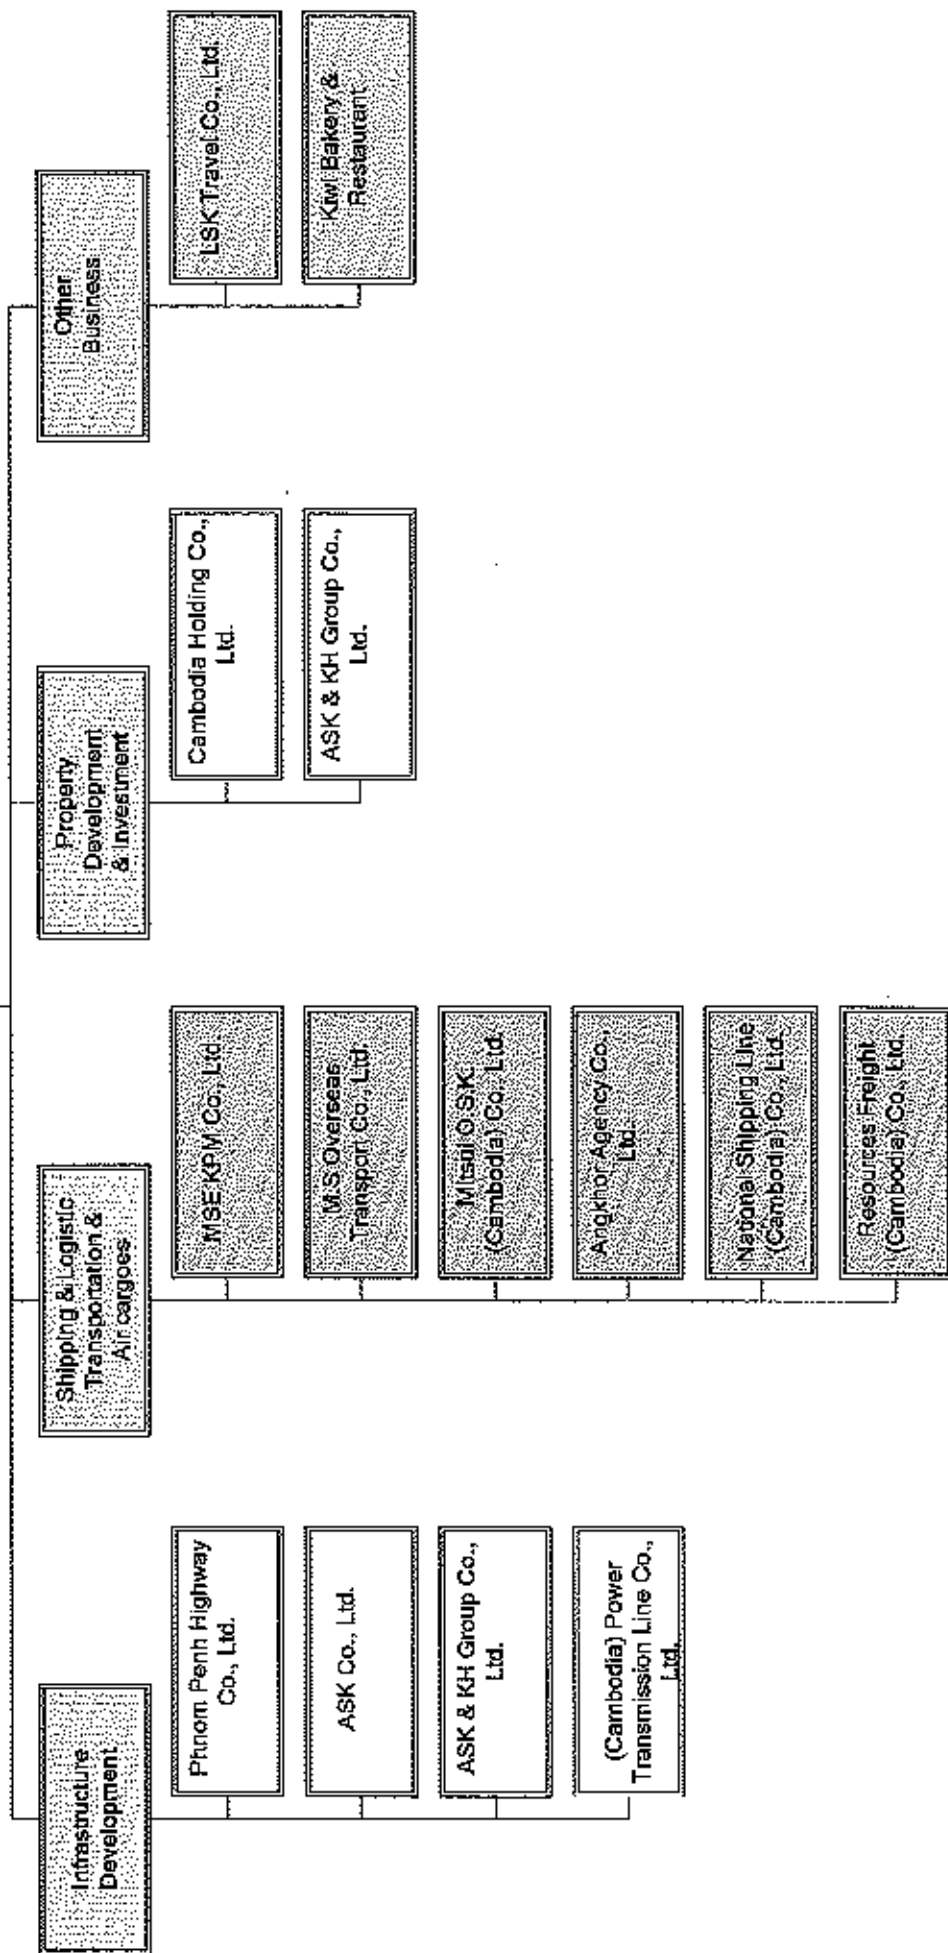 Infrastructure
Development
Phnom Penh Highway
Co., Ltd.
ASK Co., Ltd.
ASK & KH Group Co.,
Ltd.
(Cambodia) Power
Transmission Line Co.,
Ltd.
Shipping & Logistic
Transportation &
Air cargoes
MSE KPM Co., Ltd.
M.S. Overseas
Transport Co., Ltd.
Mitsui O.S.K.
(Cambodia) Co., Ltd.
Angkhor Agency Co.,
Ltd.
National Shipping Line
(Cambodia) Co., Ltd.
Resources Freight
(Cambodia) Co., Ltd.
Property
Development
& Investment
Cambodia Holding Co.,
Ltd.
ASK & KH Group Co.,
Ltd.
Other
Business
LSK Travel Co., Ltd.
Kiwi Bakery &
Restaurant